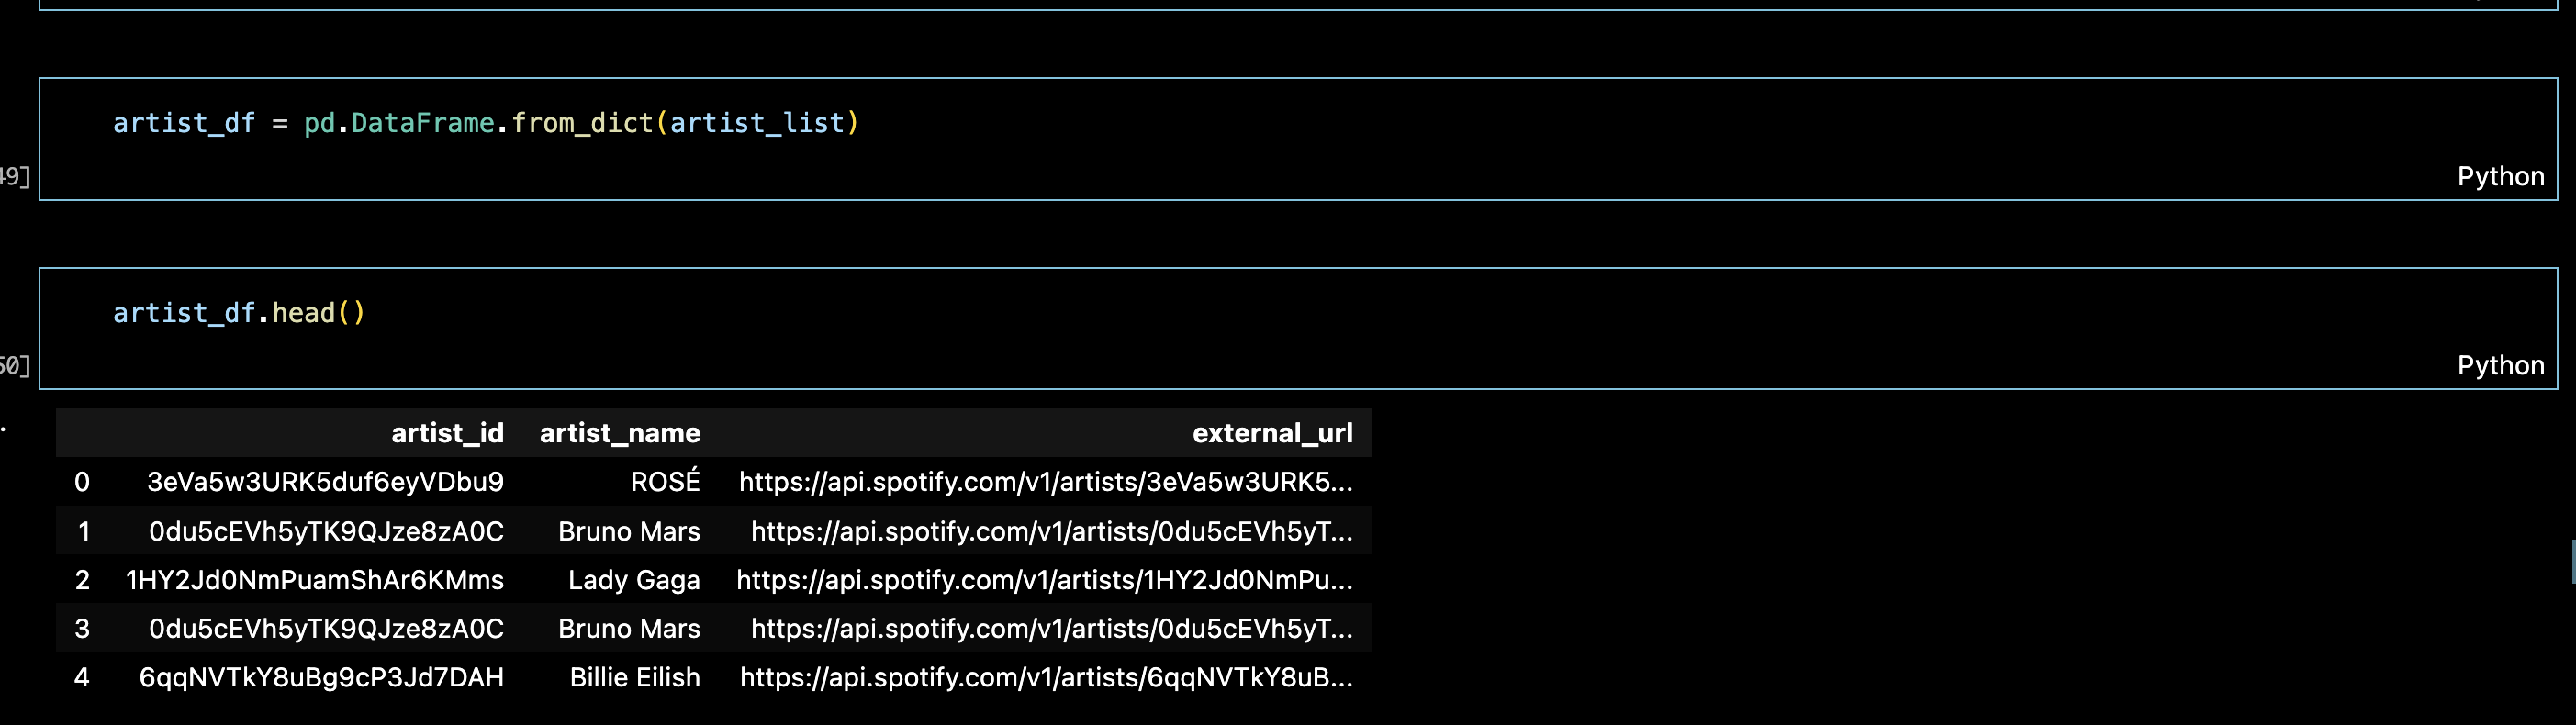 artist_df = pd.DataFrame.from_dict(artist_list)
49]
Python
artist_df.head()
50]
Python
artist_id artist_name external_url
0 3eVa5w3URK5duf6eyVDbu9 ROSÉ https://api.spotify.com/v1/artists/3eVa5w3URK5...
1 0du5cEVh5yTK9QJze8zA0C Bruno Mars https://api.spotify.com/v1/artists/0du5cEVh5yT...
2 1HY2Jd0NmPuamShAr6KMms Lady Gaga https://api.spotify.com/v1/artists/1HY2Jd0NmPu...
3 0du5cEVh5yTK9QJze8zA0C Bruno Mars https://api.spotify.com/v1/artists/0du5cEVh5yT...
4 6qqNVTkY8uBg9cP3Jd7DAH Billie Eilish https://api.spotify.com/v1/artists/6qqNVTkY8uB...